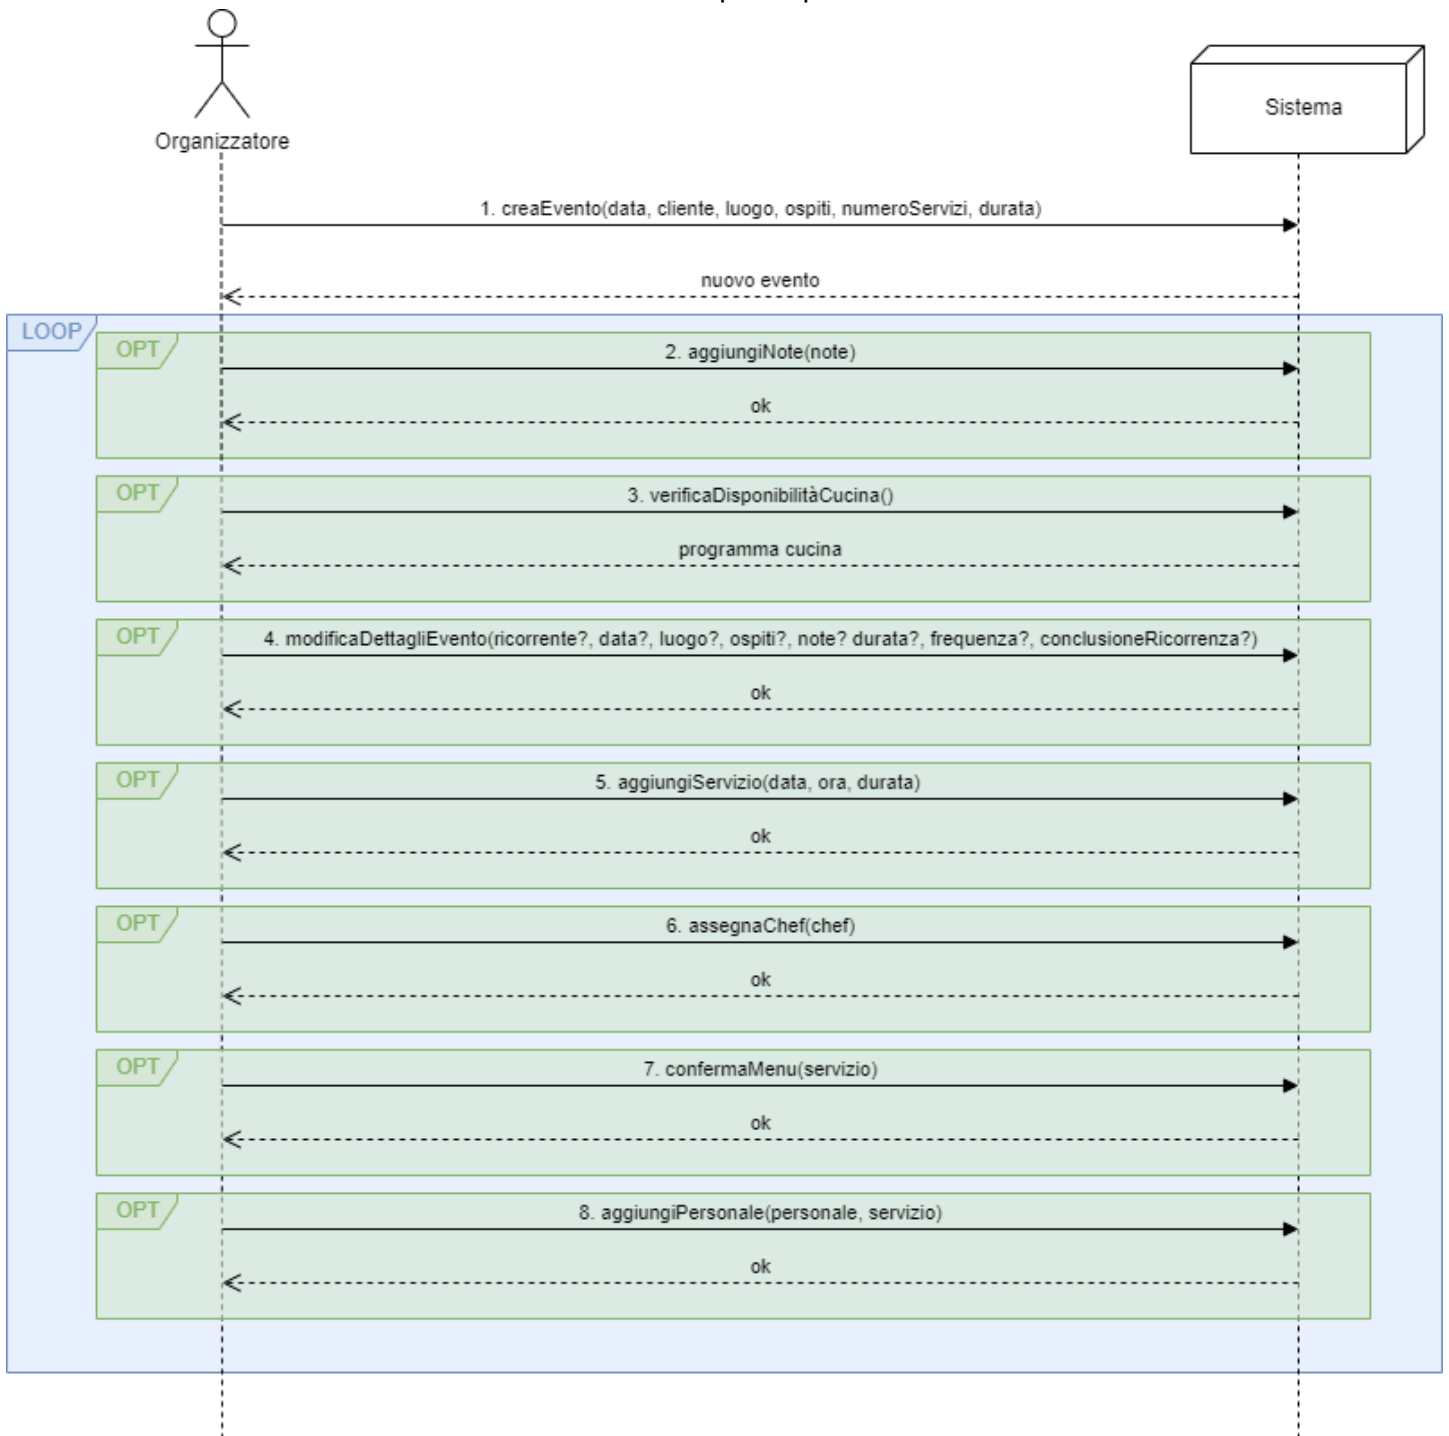 Organizzatore
Sistema
1. creaEvento(data, cliente, luogo, ospiti, numeroServizi, durata)
nuovo evento
LOOP
OPT
2. aggiungiNote(note)
ok
OPT
3. verificaDisponibilitàCucina()
programma cucina
OPT
4. modificaDettagliEvento(ricorrente?, data?, luogo?, ospiti?, note? durata?, frequenza?, conclusioneRicorrenza?)
ok
OPT
5. aggiungiServizio(data, ora, durata)
ok
OPT
6. assegnaChef(chef)
ok
OPT
7. confermaMenu(servizio)
ok
OPT
8. aggiungiPersonale(personale, servizio)
ok